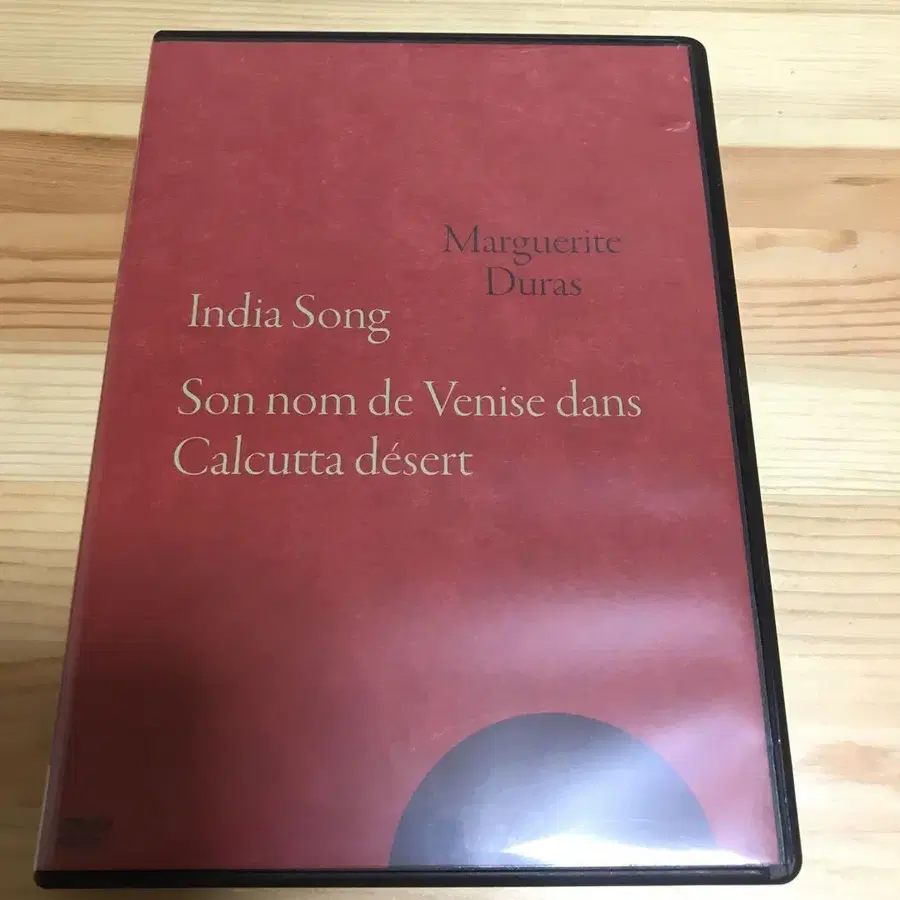 Marguerite
Duras
India Song
Son nom de Venise dans
Calcutta désert